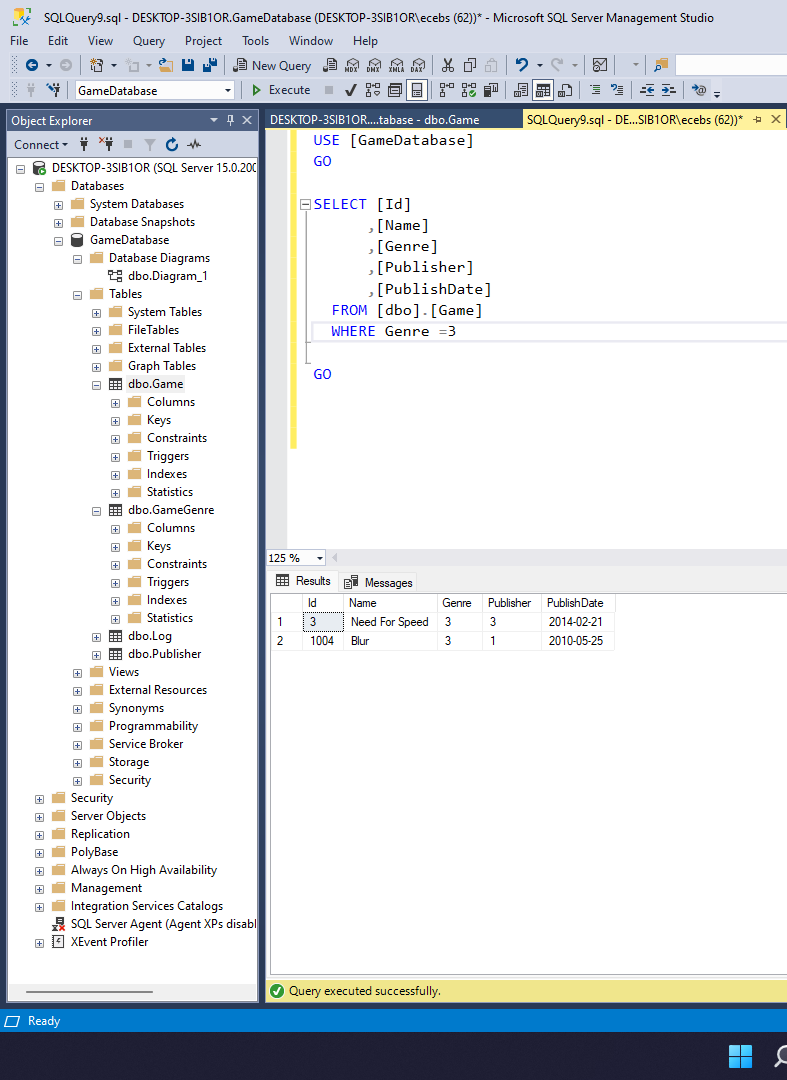 SQLQuery9.sql - DESKTOP-3SIB1OR.GameDatabase (DESKTOP-3SIB1OR\ecebs (62))* - Microsoft SQL Server Management Studio
File Edit View Query Project Tools Window Help
New Query MDX DMX XMLA DAX
GameDatabase Execute
Object Explorer
Connect
DESKTOP-3SIB1OR (SQL Server 15.0.200
Databases
System Databases
Database Snapshots
GameDatabase
Database Diagrams
dbo.Diagram_1
Tables
System Tables
FileTables
External Tables
Graph Tables
dbo.Game
Columns
Keys
Constraints
Triggers
Indexes
Statistics
dbo.GameGenre
Columns
Keys
Constraints
Triggers
Indexes
Statistics
dbo.Log
dbo.Publisher
Views
External Resources
Synonyms
Programmability
Service Broker
Storage
Security
Security
Server Objects
Replication
PolyBase
Always On High Availability
Management
Integration Services Catalogs
SQL Server Agent (Agent XPs disabl
XEvent Profiler
DESKTOP-3SIB1OR....tabase - dbo.Game
SQLQuery9.sql - DE...SIB1OR\ecebs (62))*
USE [GameDatabase]
GO
SELECT [Id]
,[Name]
,[Genre]
,[Publisher]
,[PublishDate]
FROM [dbo].[Game]
WHERE Genre =3
GO
125 %
Results Messages
Id Name Genre Publisher PublishDate
1 3 Need For Speed 3 3 2014-02-21
2 1004 Blur 3 1 2010-05-25
Query executed successfully.
Ready